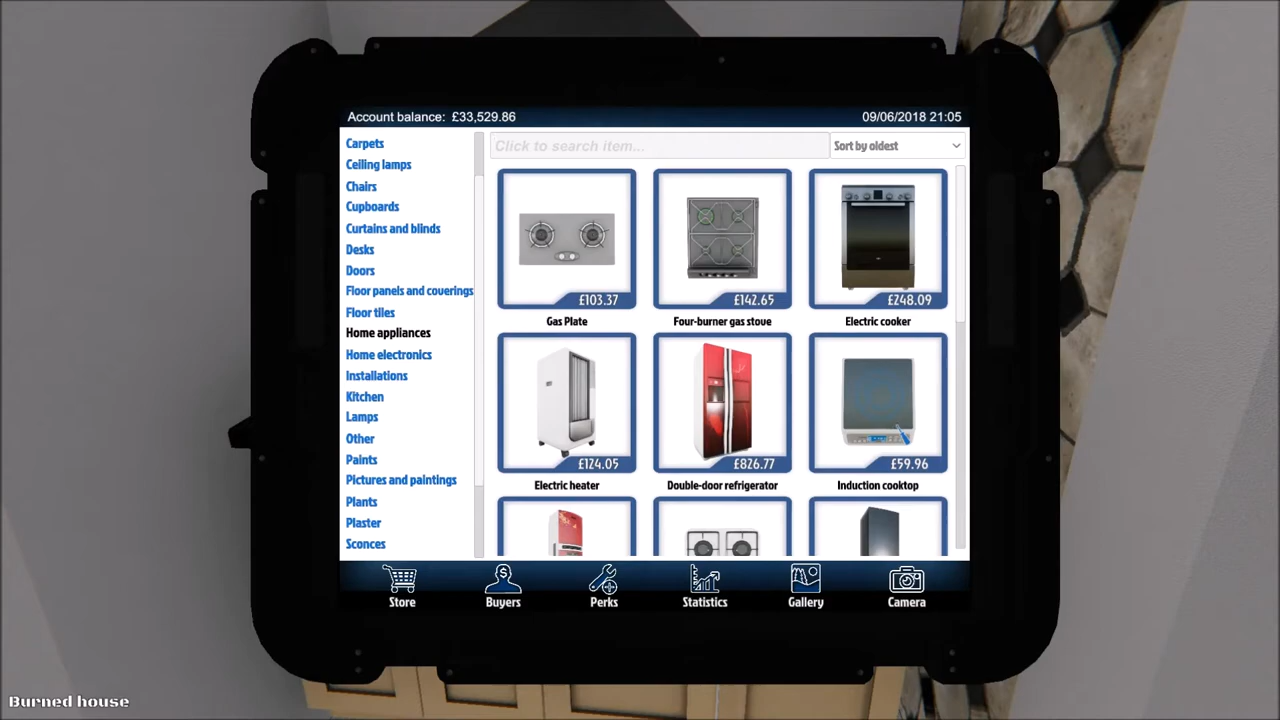 Account balance: £33,529.86
09/06/2018 21:05
Carpets
Ceiling lamps
Chairs
Cupboards
Curtains and blinds
Desks
Doors
Floor panels and coverings
Floor tiles
Home appliances
Home electronics
Installations
Kitchen
Lamps
Other
Paints
Pictures and paintings
Plants
Plaster
Sconces
Click to search item...
Sort by oldest
£103.37
£142.65
£248.09
Gas Plate
Four-burner gas stove
Electric cooker
£124.05
£826.77
£59.96
Electric heater
Double-door refrigerator
Induction cooktop
Store
Buyers
Perks
Statistics
Gallery
Camera
Burned house